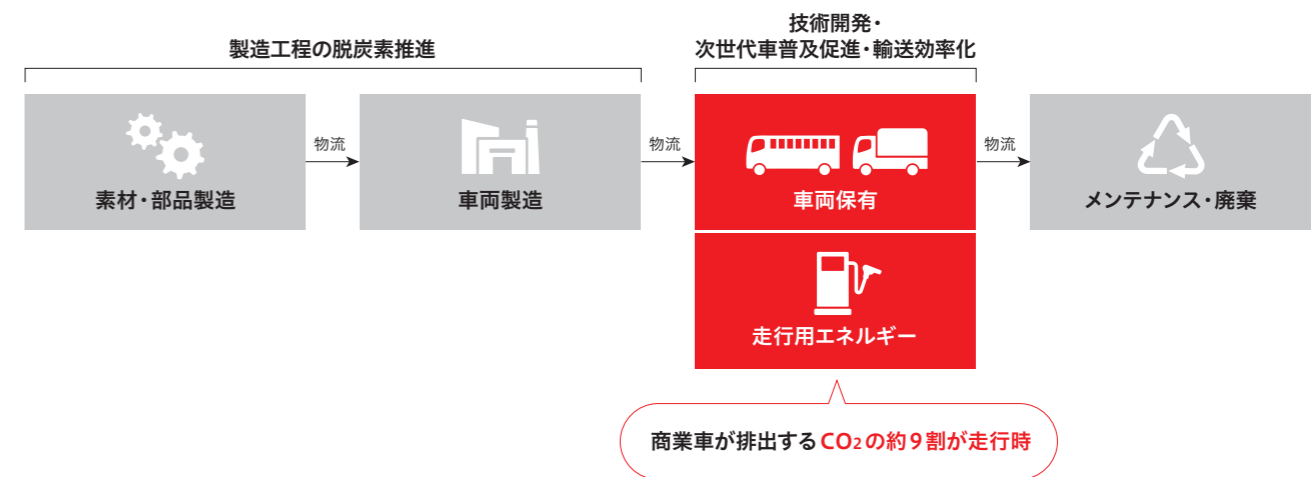 製造工程の脱炭素推進
技術開発・
次世代車普及促進・輸送効率化
素材・部品製造
物流
車両製造
物流
車両保有
物流
メンテナンス・廃棄
走行用エネルギー
商業車が排出するCO₂の約9割が走行時